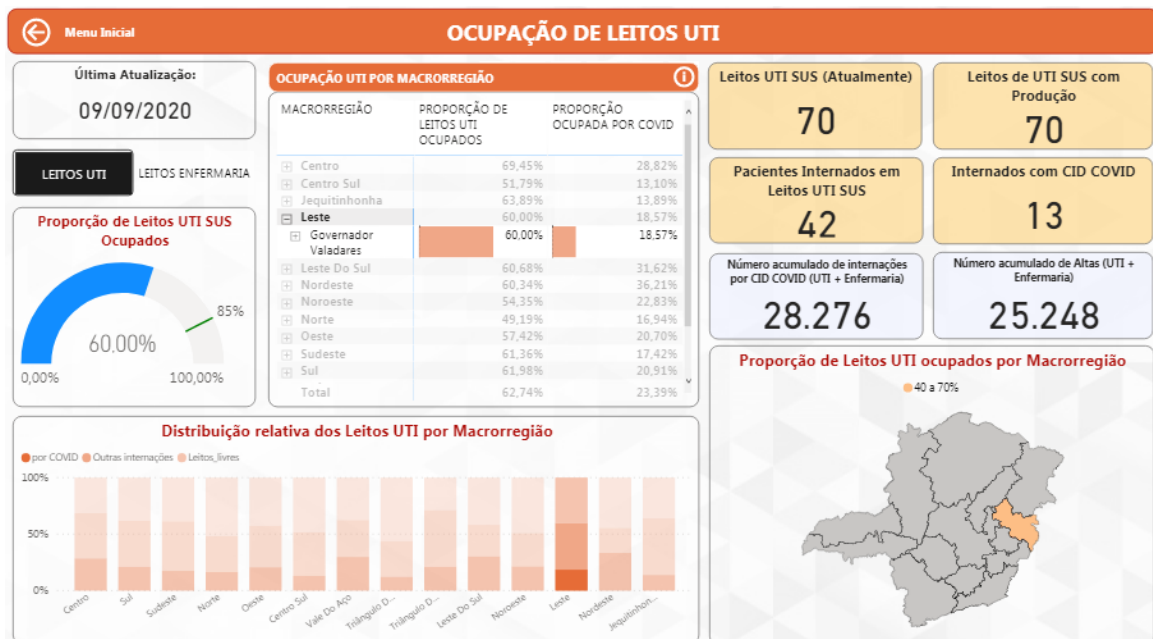 Menu Inicial
OCUPAÇÃO DE LEITOS UTI
Última Atualização:
09/09/2020
LEITOS UTI
LEITOS ENFERMARIA
Proporção de Leitos UTI SUS
Ocupados
85%
60,00%
0,00%
100,00%
OCUPAÇÃO UTI POR MACRORREGIÃO
MACRORREGIÃO PROPORÇÃO DE LEITOS UTI OCUPADOS PROPORÇÃO OCUPADA POR COVID
Centro 69,45% 28,82%
Centro Sul 51,79% 13,10%
Jequitinhonha 63,89% 13,89%
Leste 60,00% 18,57%
Governador Valadares 60,00% 18,57%
Leste Do Sul 60,68% 31,62%
Nordeste 60,34% 36,21%
Noroeste 54,35% 22,83%
Norte 49,19% 16,94%
Oeste 57,42% 20,70%
Sudeste 61,36% 17,42%
Sul 61,98% 20,91%
Total 62,74% 23,39%
Leitos UTI SUS (Atualmente)
70
Leitos de UTI SUS com
Produção
70
Pacientes Internados em
Leitos UTI SUS
42
Internados com CID COVID
13
Número acumulado de internações
por CID COVID (UTI + Enfermaria)
28.276
Número acumulado de Altas (UTI +
Enfermaria)
25.248
Distribuição relativa dos Leitos UTI por Macrorregião
por COVID Outras internações Leitos_livres
100%
50%
0%
Centro Sul Sudeste Norte Oeste Centro Sul Vale Do Aço Triângulo D... Triângulo D... Leste Do Sul Noroeste Leste Nordeste Jequitinhon...
Proporção de Leitos UTI ocupados por Macrorregião
40 a 70%